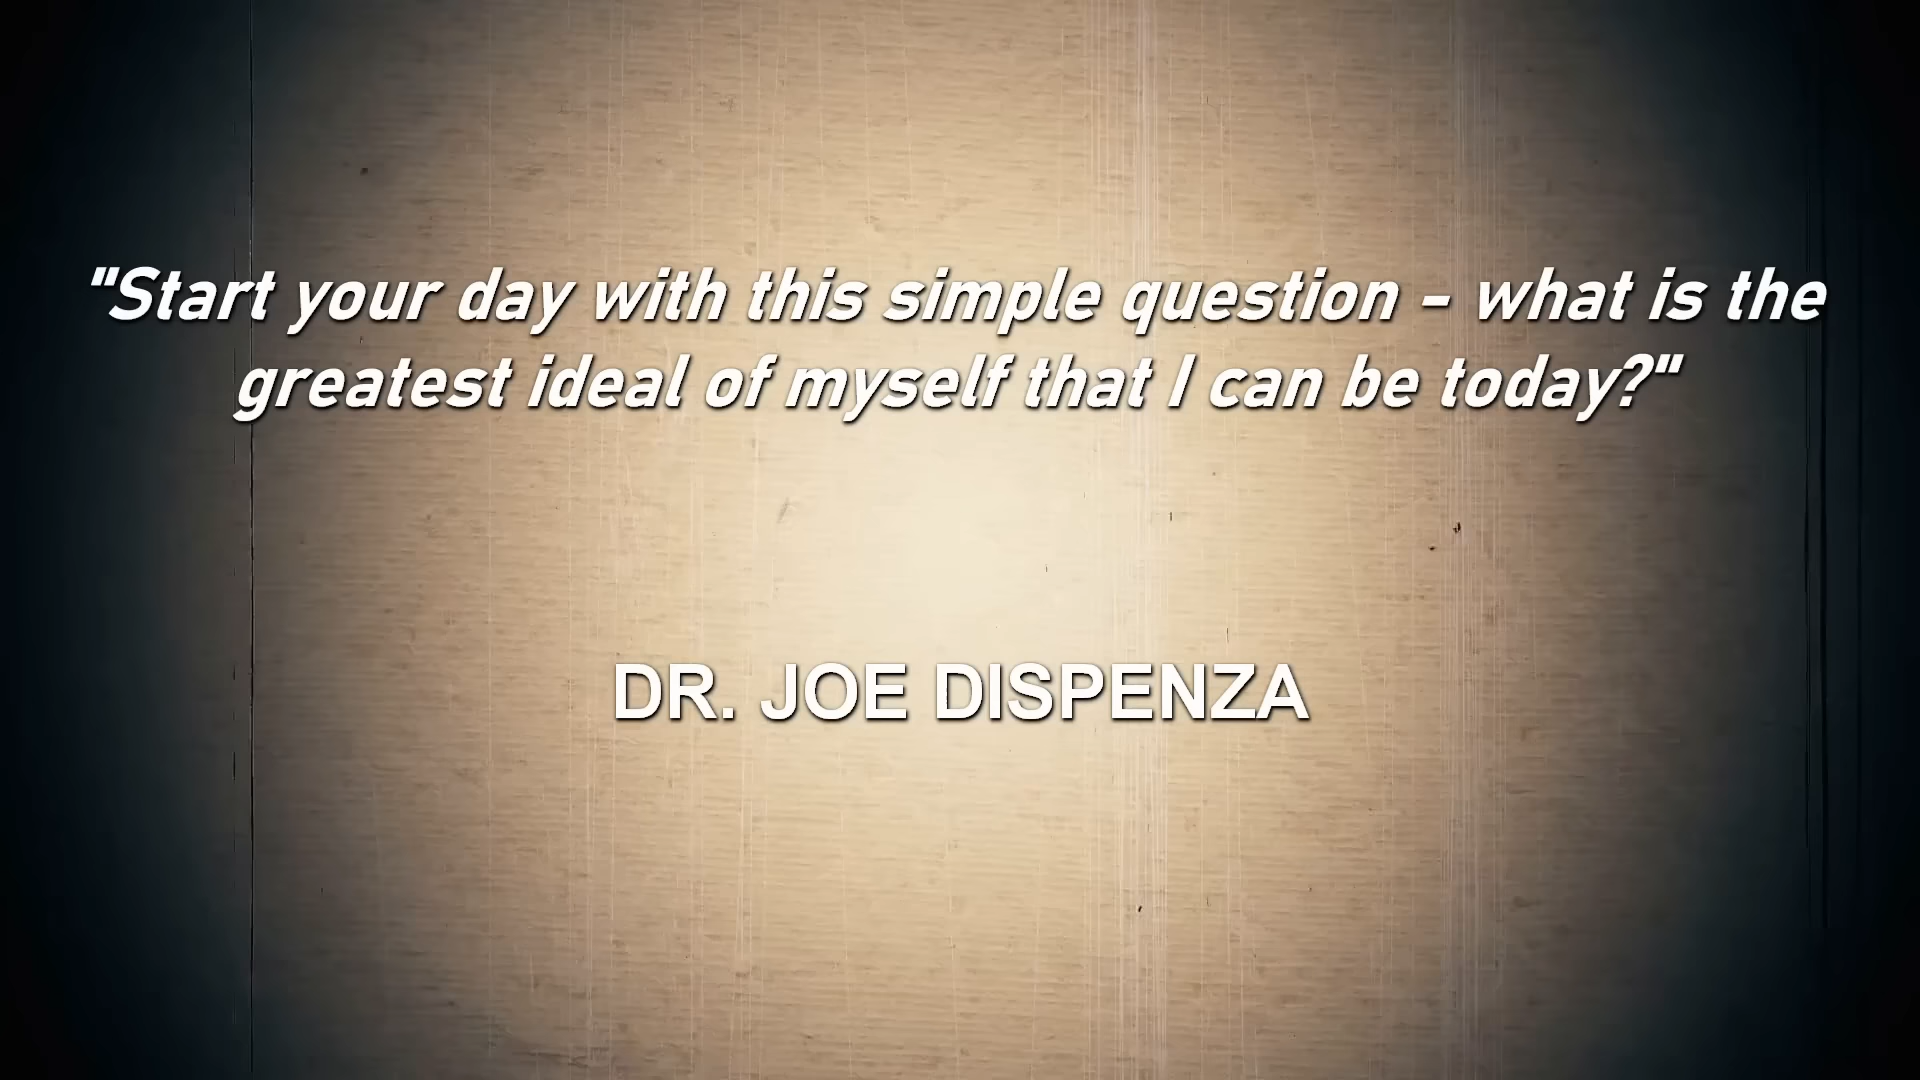 "Start your day with this simple question – what is the
greatest ideal of myself that I can be today?"
DR. JOE DISPENZA